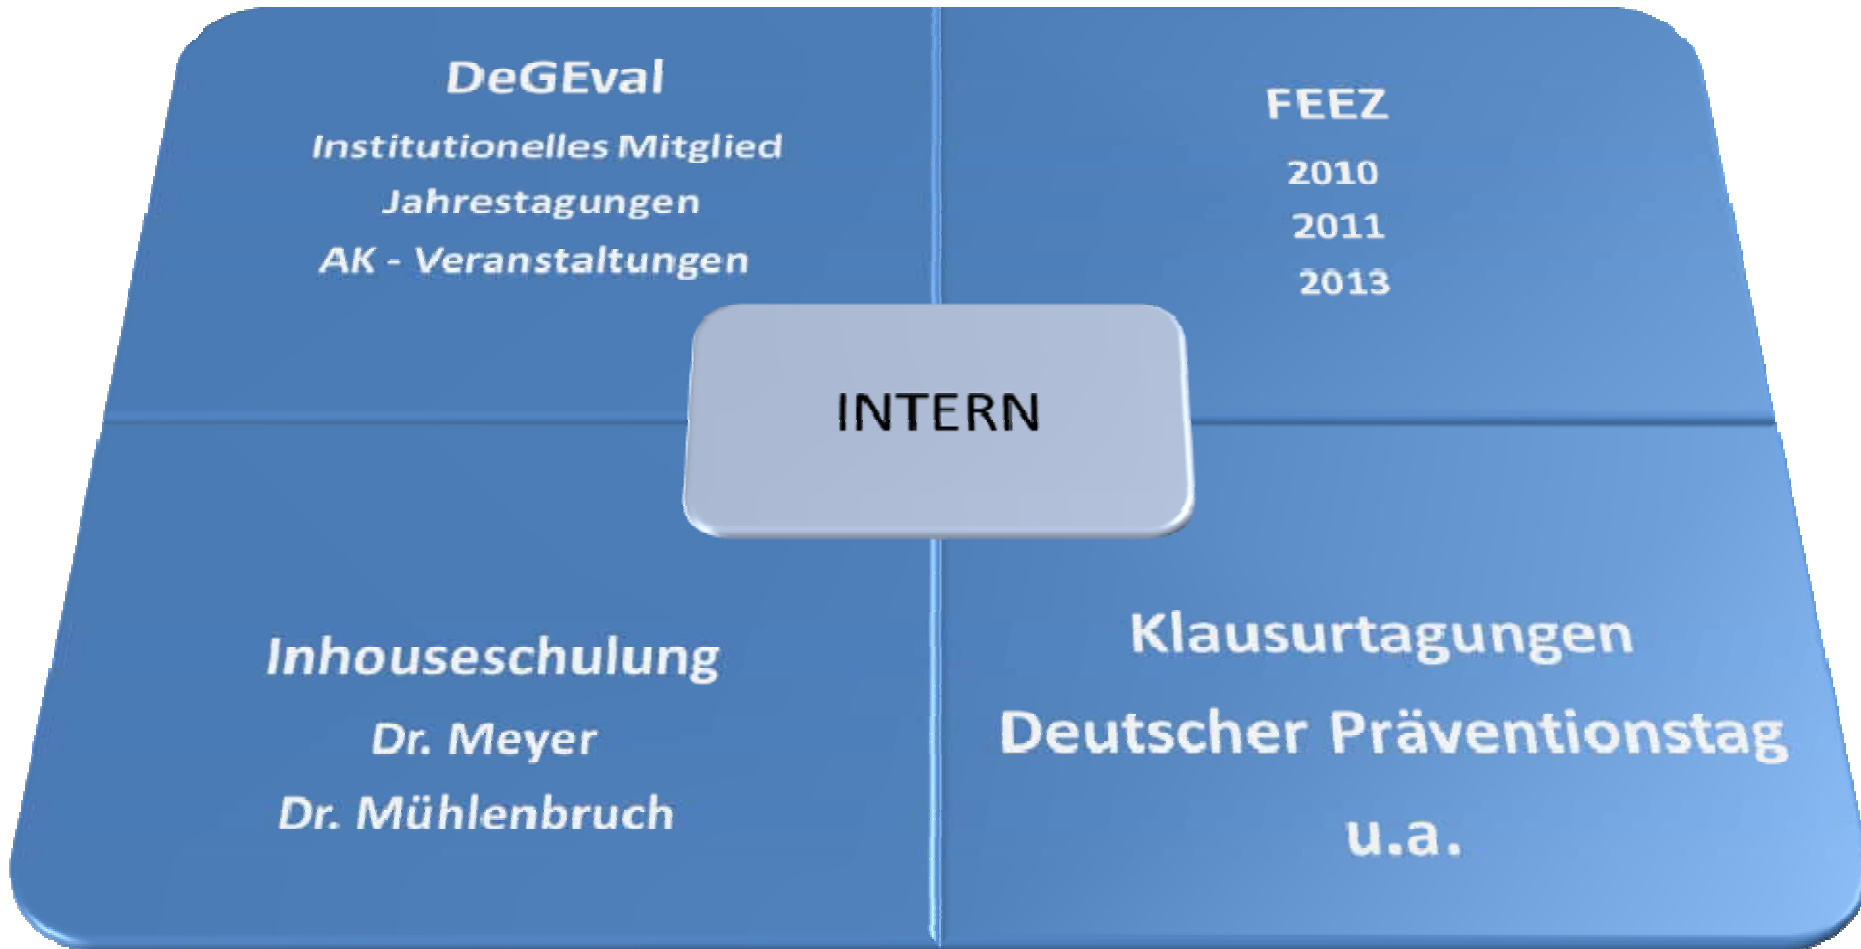 DeGEval
Institutionelles Mitglied
Jahrestagungen
AK - Veranstaltungen
FEEZ
2010
2011
2013
INTERN
Inhouseschulung
Dr. Meyer
Dr. Mühlenbruch
Klausurtagungen
Deutscher Präventionstag
u.a.